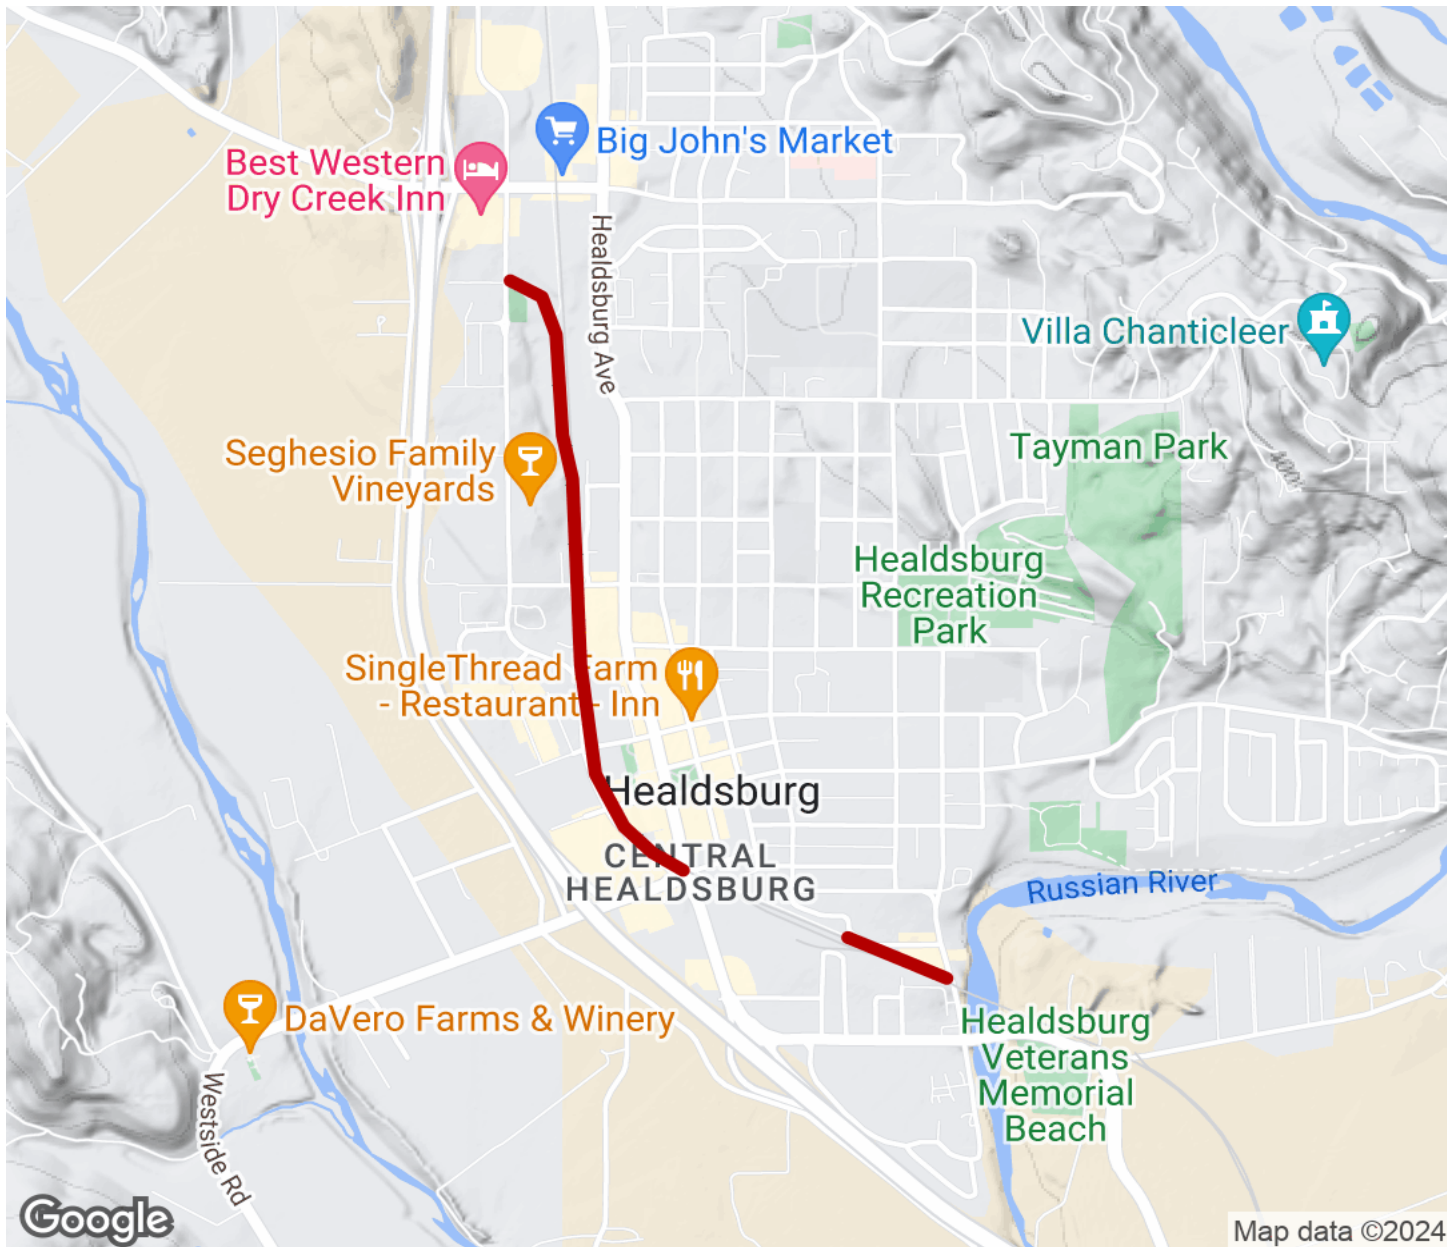 Big John's Market
Best Western
Dry Creek Inn
Healdsburg Ave
Villa Chanticleer
Seghesio Family
Vineyards
Tayman Park
Healdsburg
Recreation
Park
SingleThread Farm
- Restaurant - Inn
Healdsburg
CENTRAL
HEALDSBURG
Russian River
DaVero Farms & Winery
Healdsburg
Veterans
Memorial
Beach
Westside Rd
Google
Map data ©2024